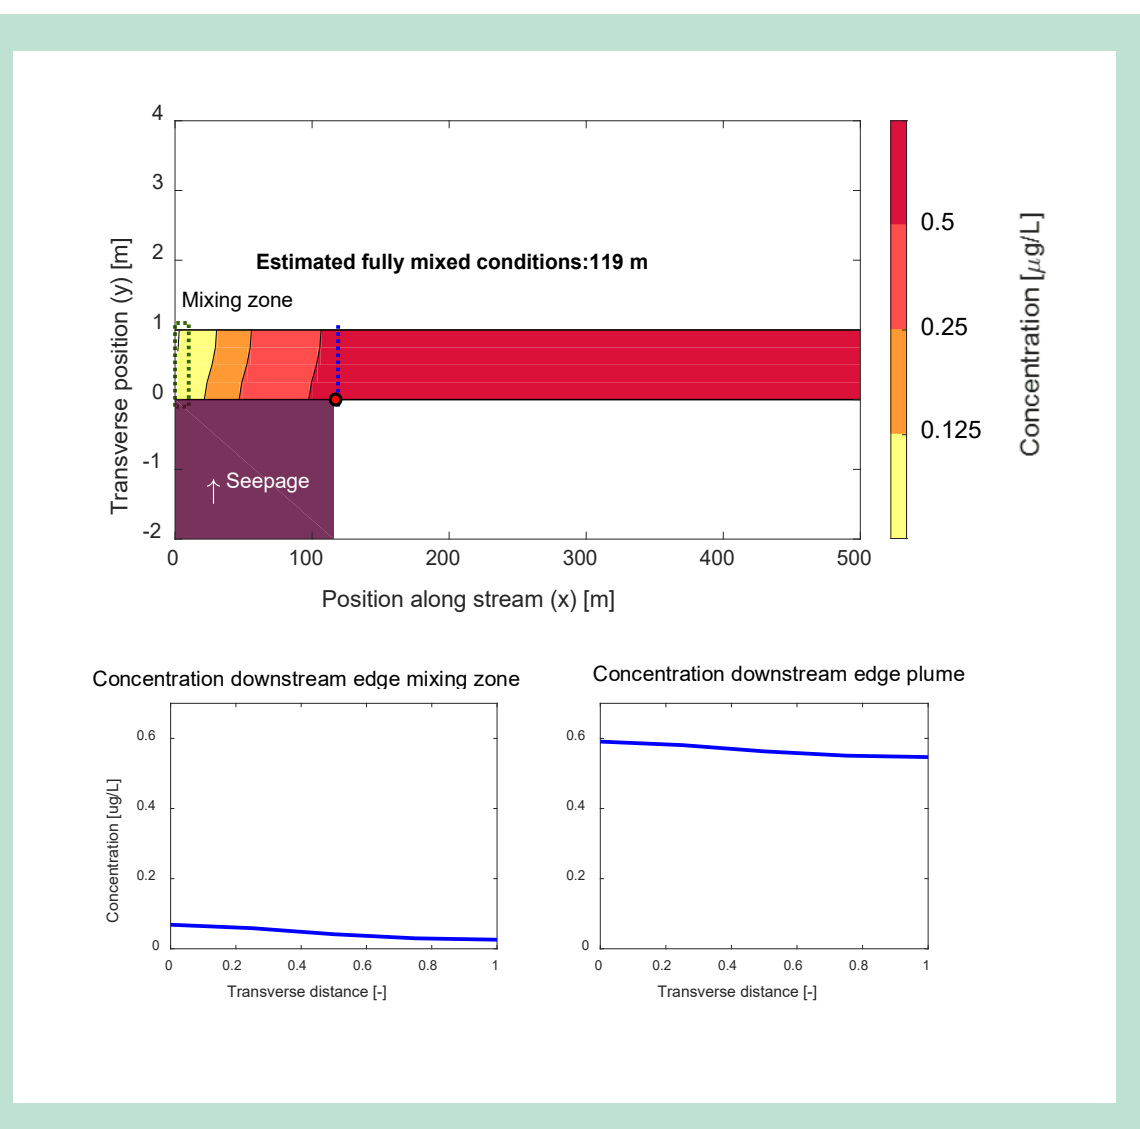 4
3
2
1
0
-1
-2
Transverse position (y) [m]
Estimated fully mixed conditions:119 m
Mixing zone
↑ Seepage
0 100 200 300 400 500
Position along stream (x) [m]
0.5
0.25
0.125
Concentration [μg/L]
Concentration downstream edge mixing zone
0.6
0.4
0.2
0
Concentration [ug/L]
0 0.2 0.4 0.6 0.8 1
Transverse distance [-]
Concentration downstream edge plume
0.6
0.4
0.2
0
0 0.2 0.4 0.6 0.8 1
Transverse distance [-]